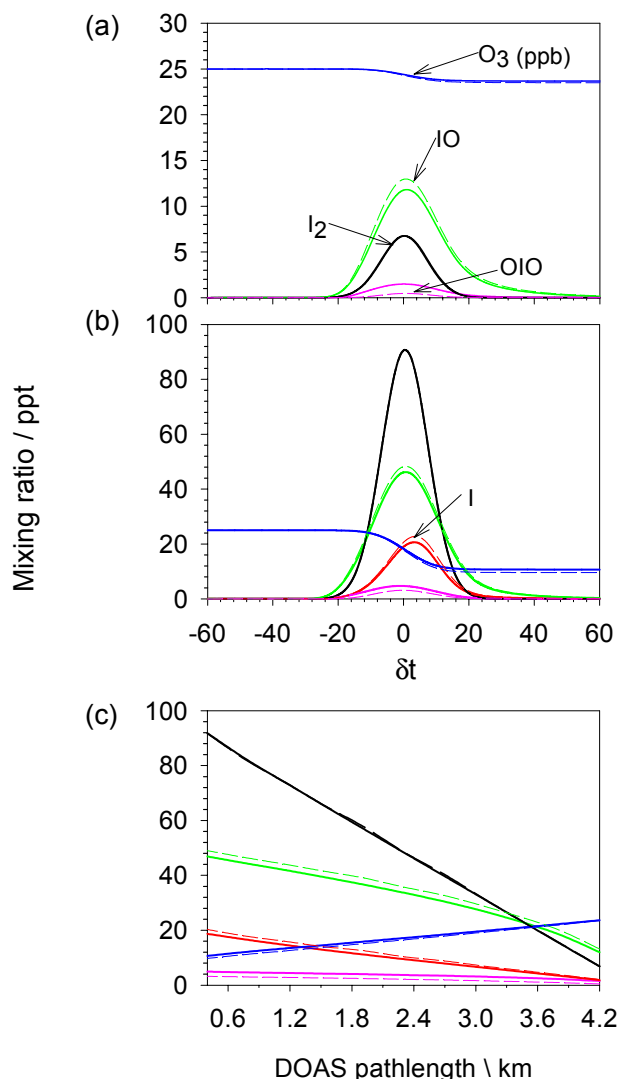 (a)
30
25
20
15
10
5
0
O3 (ppb)
IO
I2
OIO
(b)
100
80
60
40
20
0
I
-60 -40 -20 0 20 40 60
δt
Mixing ratio / ppt
(c)
100
80
60
40
20
0
0.6 1.2 1.8 2.4 3.0 3.6 4.2
DOAS pathlength \ km